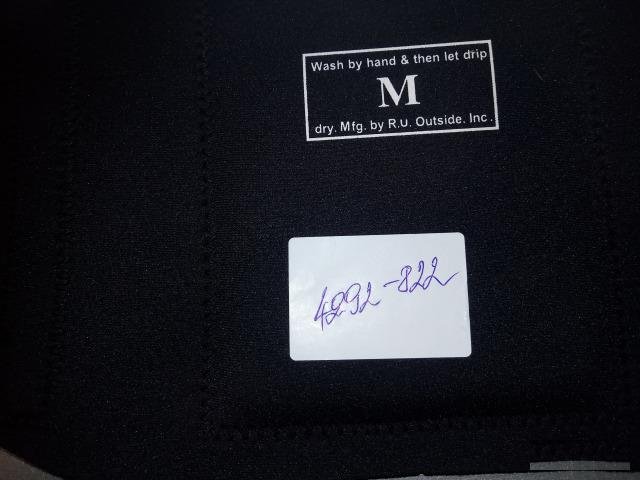 Wash by hand & then let drip
M
dry. Mfg. by R.U. Outside. Inc.
4292-822